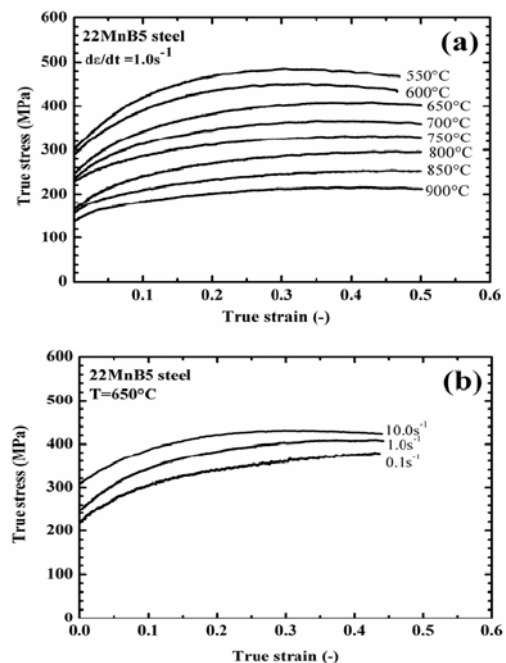 600
22MnB5 steel
(a)
dε/dt =1.0s⁻¹
500
550°C
600°C
400
650°C
700°C
300
750°C
800°C
200
850°C
900°C
100
0
0.1 0.2 0.3 0.4 0.5 0.6
True stress (MPa)
True strain (-)
600
22MnB5 steel
(b)
T=650°C
500
10.0s⁻¹
400
1.0s⁻¹
0.1s⁻¹
300
200
100
0
0.0 0.1 0.2 0.3 0.4 0.5 0.6
True stress (MPa)
True strain (-)